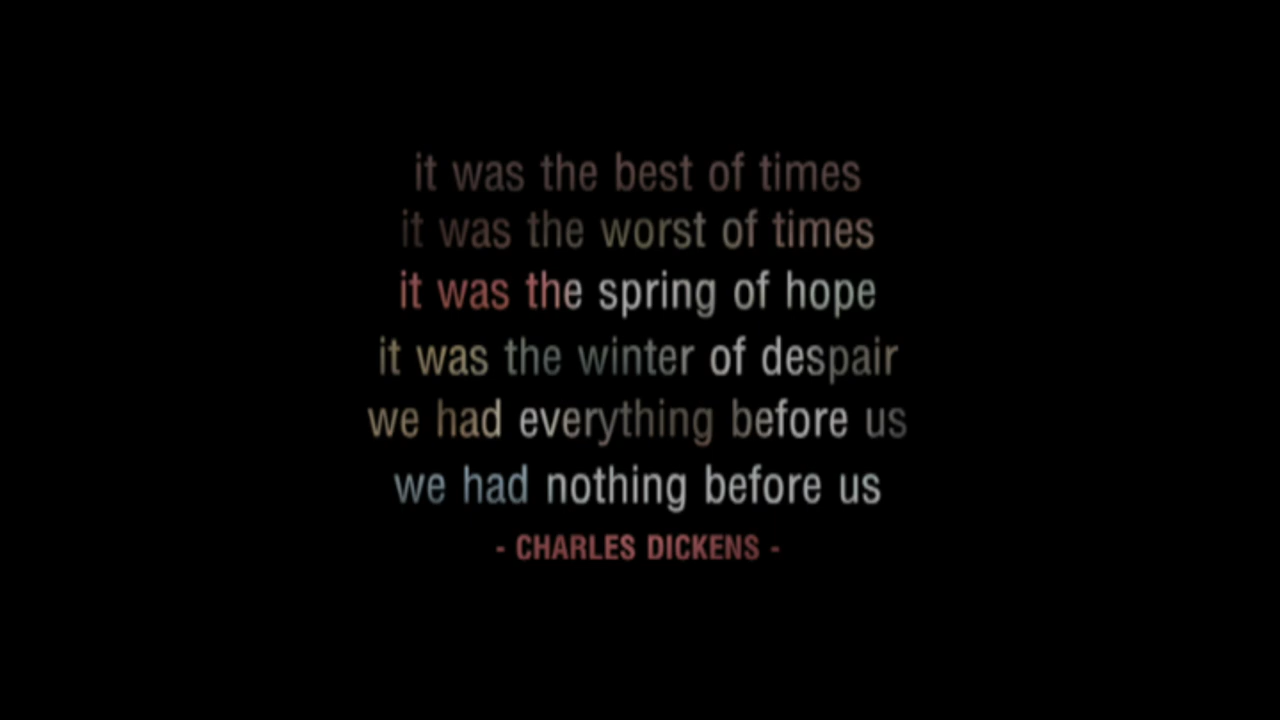 it was the best of times
it was the worst of times
it was the spring of hope
it was the winter of despair
we had everything before us
we had nothing before us
- CHARLES DICKENS -